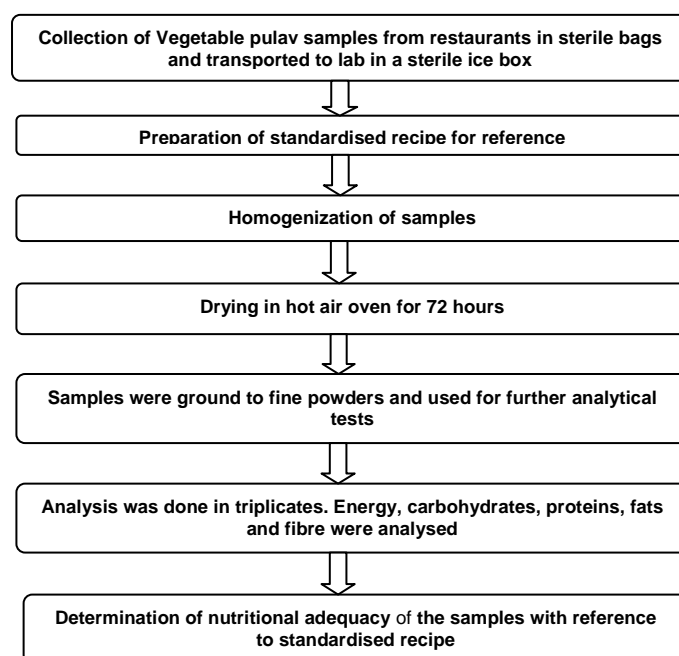 Collection of Vegetable pulav samples from restaurants in sterile bags
and transported to lab in a sterile ice box
Preparation of standardised recipe for reference
Homogenization of samples
Drying in hot air oven for 72 hours
Samples were ground to fine powders and used for further analytical
tests
Analysis was done in triplicates. Energy, carbohydrates, proteins, fats
and fibre were analysed
Determination of nutritional adequacy of the samples with reference
to standardised recipe